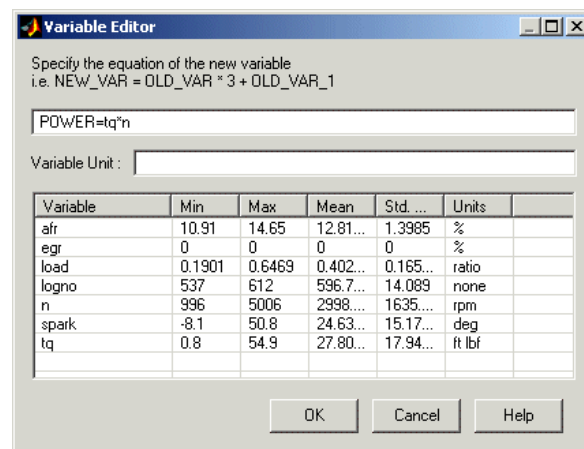 Variable Editor
Specify the equation of the new variable
i.e. NEW_VAR = OLD_VAR * 3 + OLD_VAR_1
POWER=tq*n
Variable Unit :
Variable Min Max Mean Std. ... Units
afr 10.91 14.65 12.81... 1.3985 %
egr 0 0 0 0 %
load 0.1901 0.6469 0.402... 0.165... ratio
logno 537 612 596.7... 14.089 none
n 996 5006 2998.... 1635.... rpm
spark -8.1 50.8 24.63... 15.17... deg
tq 0.8 54.9 27.80... 17.94... ft lbf
OK Cancel Help